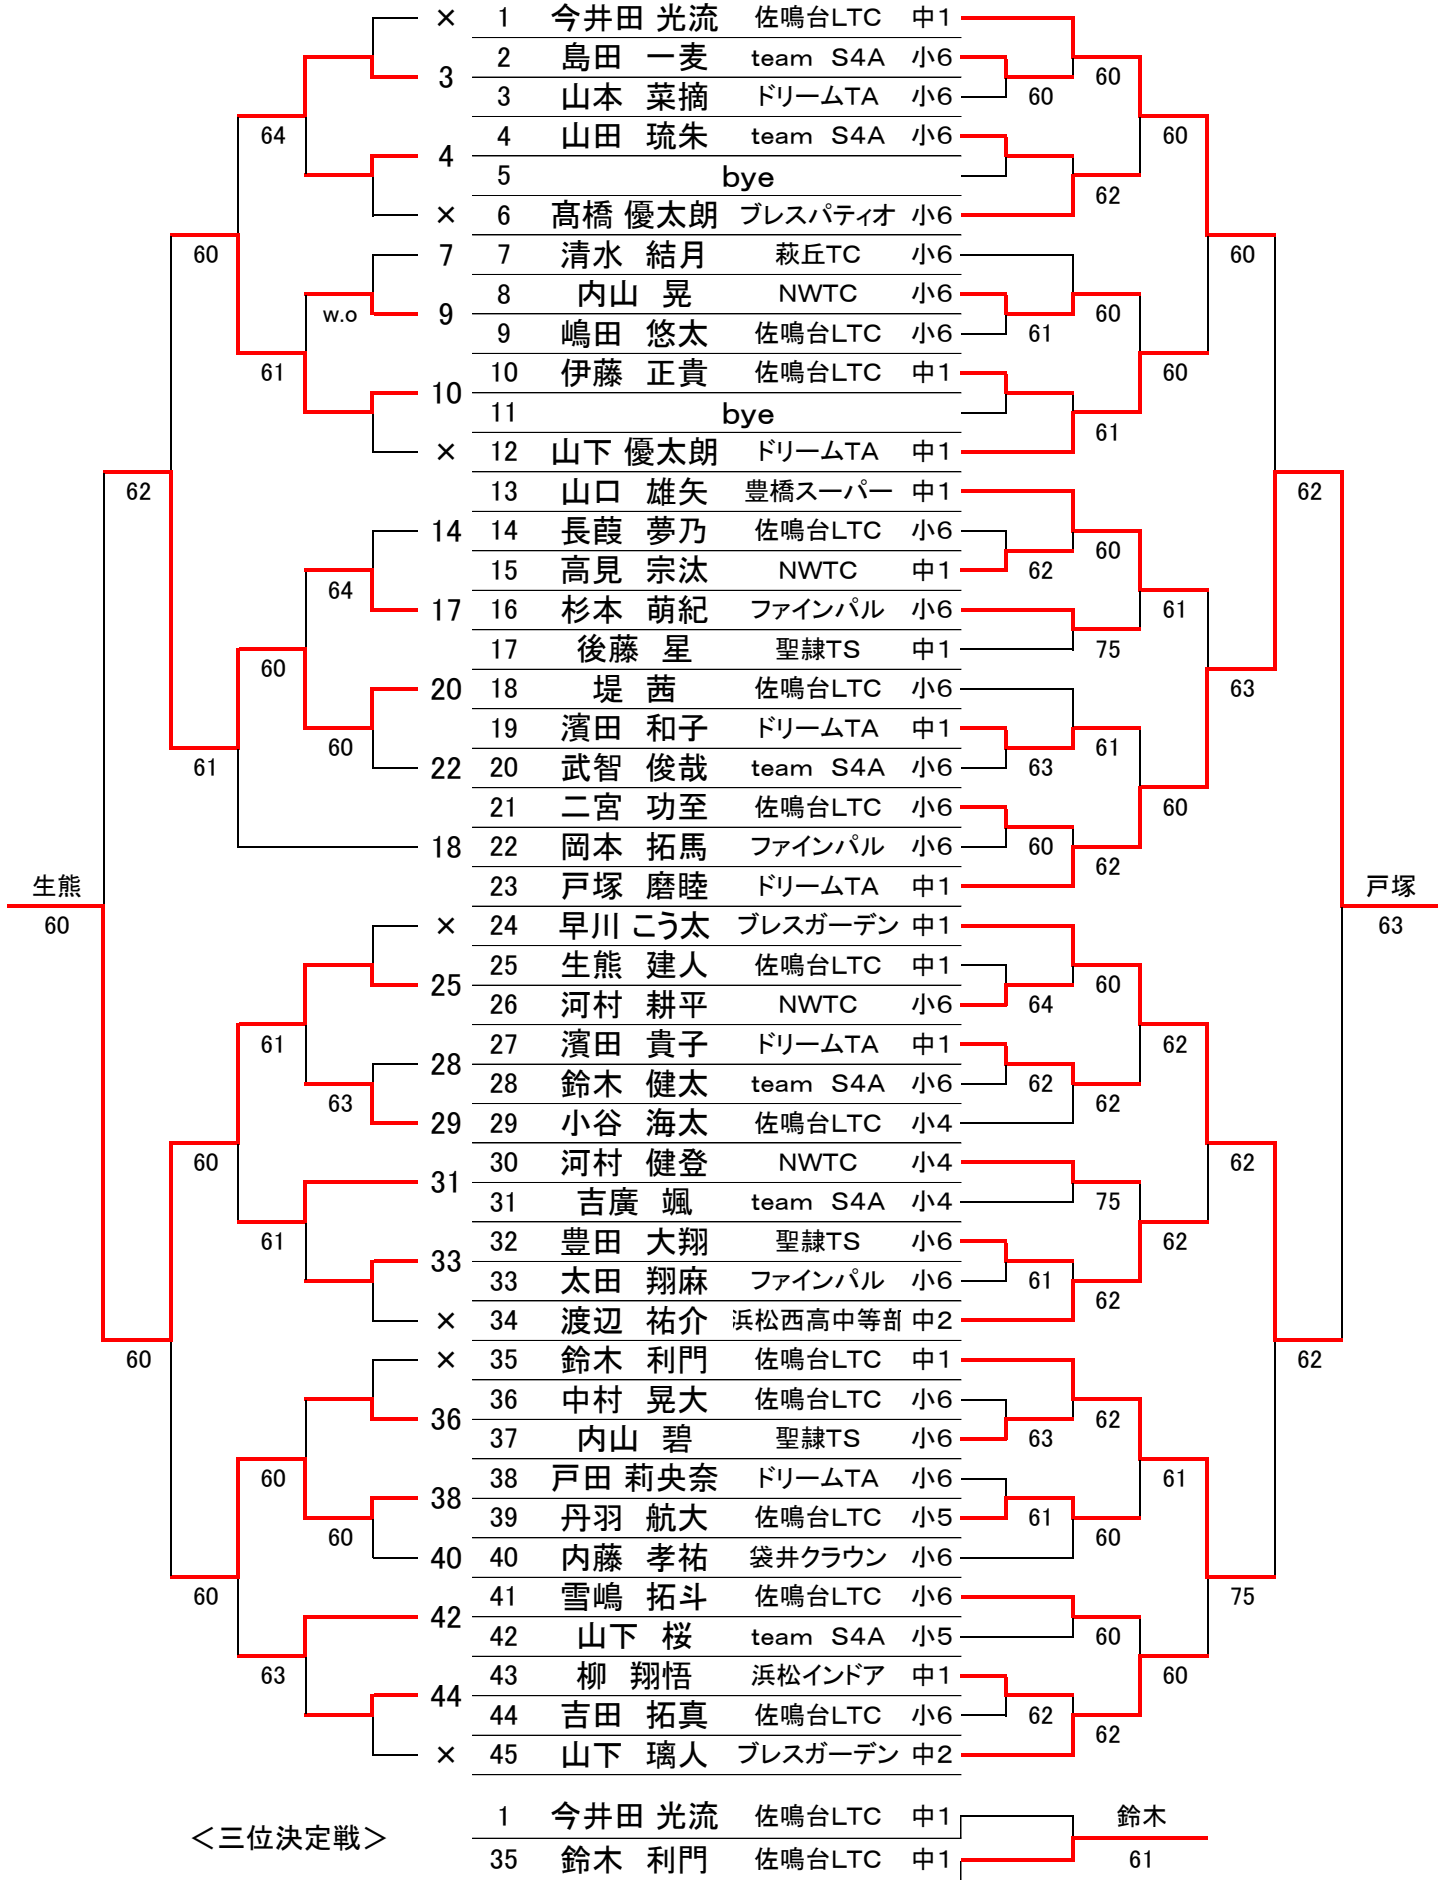 × 1 今井田 光流 佐鳴台LTC 中1
2 島田 一麦 team S4A 小6
3 60
3 山本 菜摘 ドリームTA 小6 60
64 4 山田 琉朱 team S4A 小6 60
4
5 bye
62
× 6 髙橋 優太朗 ブレスパティオ 小6
60 7 7 清水 結月 萩丘TC 小6 60
8 内山 晃 NWTC 小6
w.o 9 60
9 嶋田 悠太 佐鳴台LTC 小6 61
61 10 伊藤 正貴 佐鳴台LTC 中1 60
10
11 bye
61
× 12 山下 優太朗 ドリームTA 中1
62 13 山口 雄矢 豊橋スーパー 中1 62
14 14 長葭 夢乃 佐鳴台LTC 小6
60
15 高見 宗汰 NWTC 中1 62
64
17 16 杉本 萌紀 ファインパル 小6 61
17 後藤 星 聖隷TS 中1 75
60
20 18 堤 茜 佐鳴台LTC 小6 63
19 濱田 和子 ドリームTA 中1
60 61
61 22 20 武智 俊哉 team S4A 小6 63
21 二宮 功至 佐鳴台LTC 小6 60
18 22 岡本 拓馬 ファインパル 小6 60
62
生熊 23 戸塚 磨睦 ドリームTA 中1 戸塚
60 × 24 早川 こう太 ブレスガーデン 中1 63
25 生熊 建人 佐鳴台LTC 中1
25 60
26 河村 耕平 NWTC 小6 64
61 27 濱田 貴子 ドリームTA 中1 62
28
28 鈴木 健太 team S4A 小6 62
63 62
29 29 小谷 海太 佐鳴台LTC 小4
60 30 河村 健登 NWTC 小4 62
31
31 吉廣 颯 team S4A 小4 75
61 32 豊田 大翔 聖隷TS 小6 62
33
33 太田 翔麻 ファインパル 小6 61
62
× 34 渡辺 祐介 浜松西高中等部 中2
60 × 35 鈴木 利門 佐鳴台LTC 中1 62
36 中村 晃大 佐鳴台LTC 小6
36 62
37 内山 碧 聖隷TS 小6 63
60 38 戸田 莉央奈 ドリームTA 小6 61
38
39 丹羽 航大 佐鳴台LTC 小5 61
60 60
40 40 内藤 孝祐 袋井クラウン 小6
60 41 雪嶋 拓斗 佐鳴台LTC 小6 75
42
42 山下 桜 team S4A 小5 60
63 43 柳 翔悟 浜松インドア 中1 60
44
44 吉田 拓真 佐鳴台LTC 小6 62
62
× 45 山下 璃人 ブレスガーデン 中2
1 今井田 光流 佐鳴台LTC 中1 鈴木
＜三位決定戦＞
35 鈴木 利門 佐鳴台LTC 中1 61